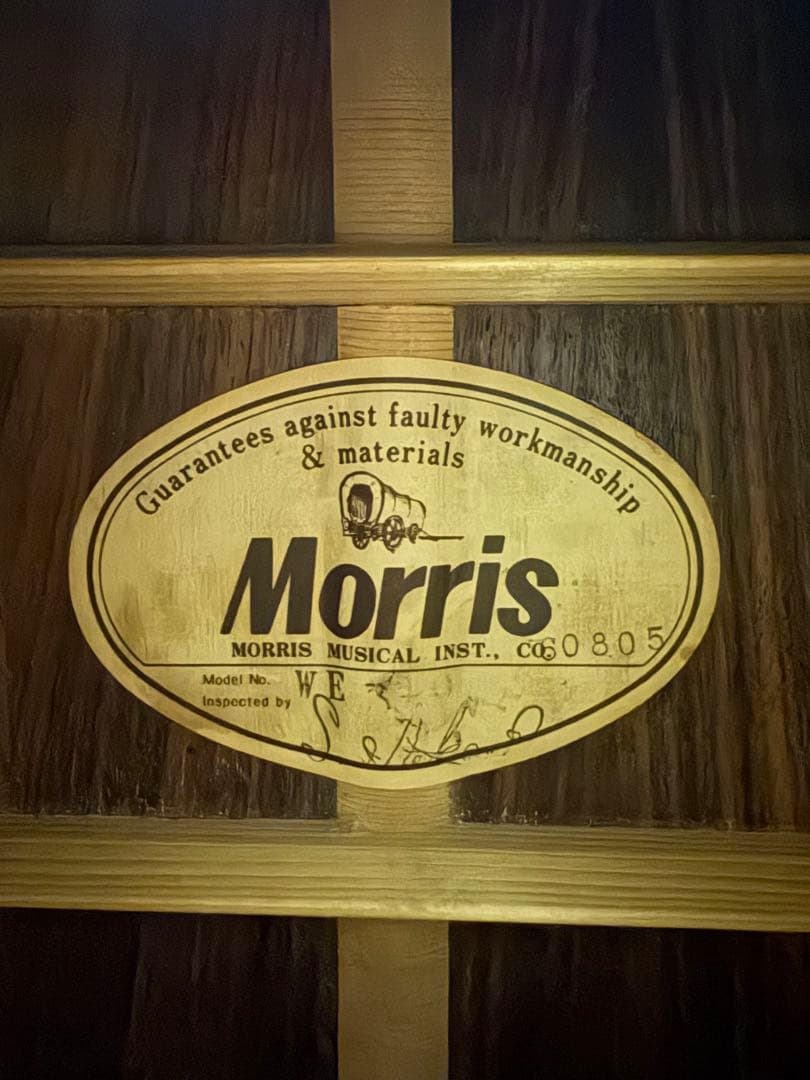 Guarantees against faulty workmanship
& materials
Morris
MORRIS MUSICAL INST., CO.
60805
Model No. WE
Inspected by